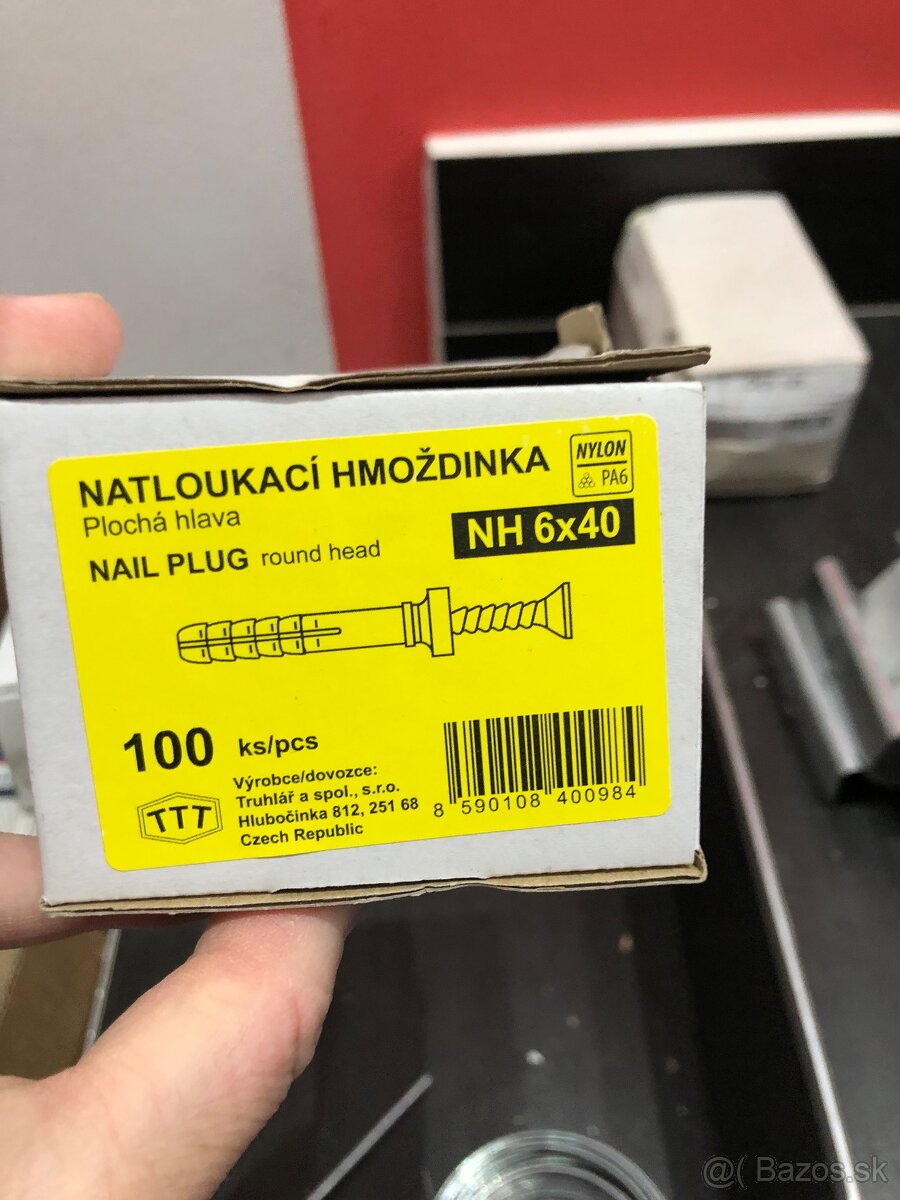 NATLOUKACÍ HMOŽDINKA
Plochá hlava
NAIL PLUG round head
NYLON
PA6
NH 6x40
100 ks/pcs
TTT
Výrobce/dovozce:
Truhlář a spol., s.r.o.
Hlubočinka 812, 251 68
Czech Republic
8 590108 400984
@( Bazos.sk